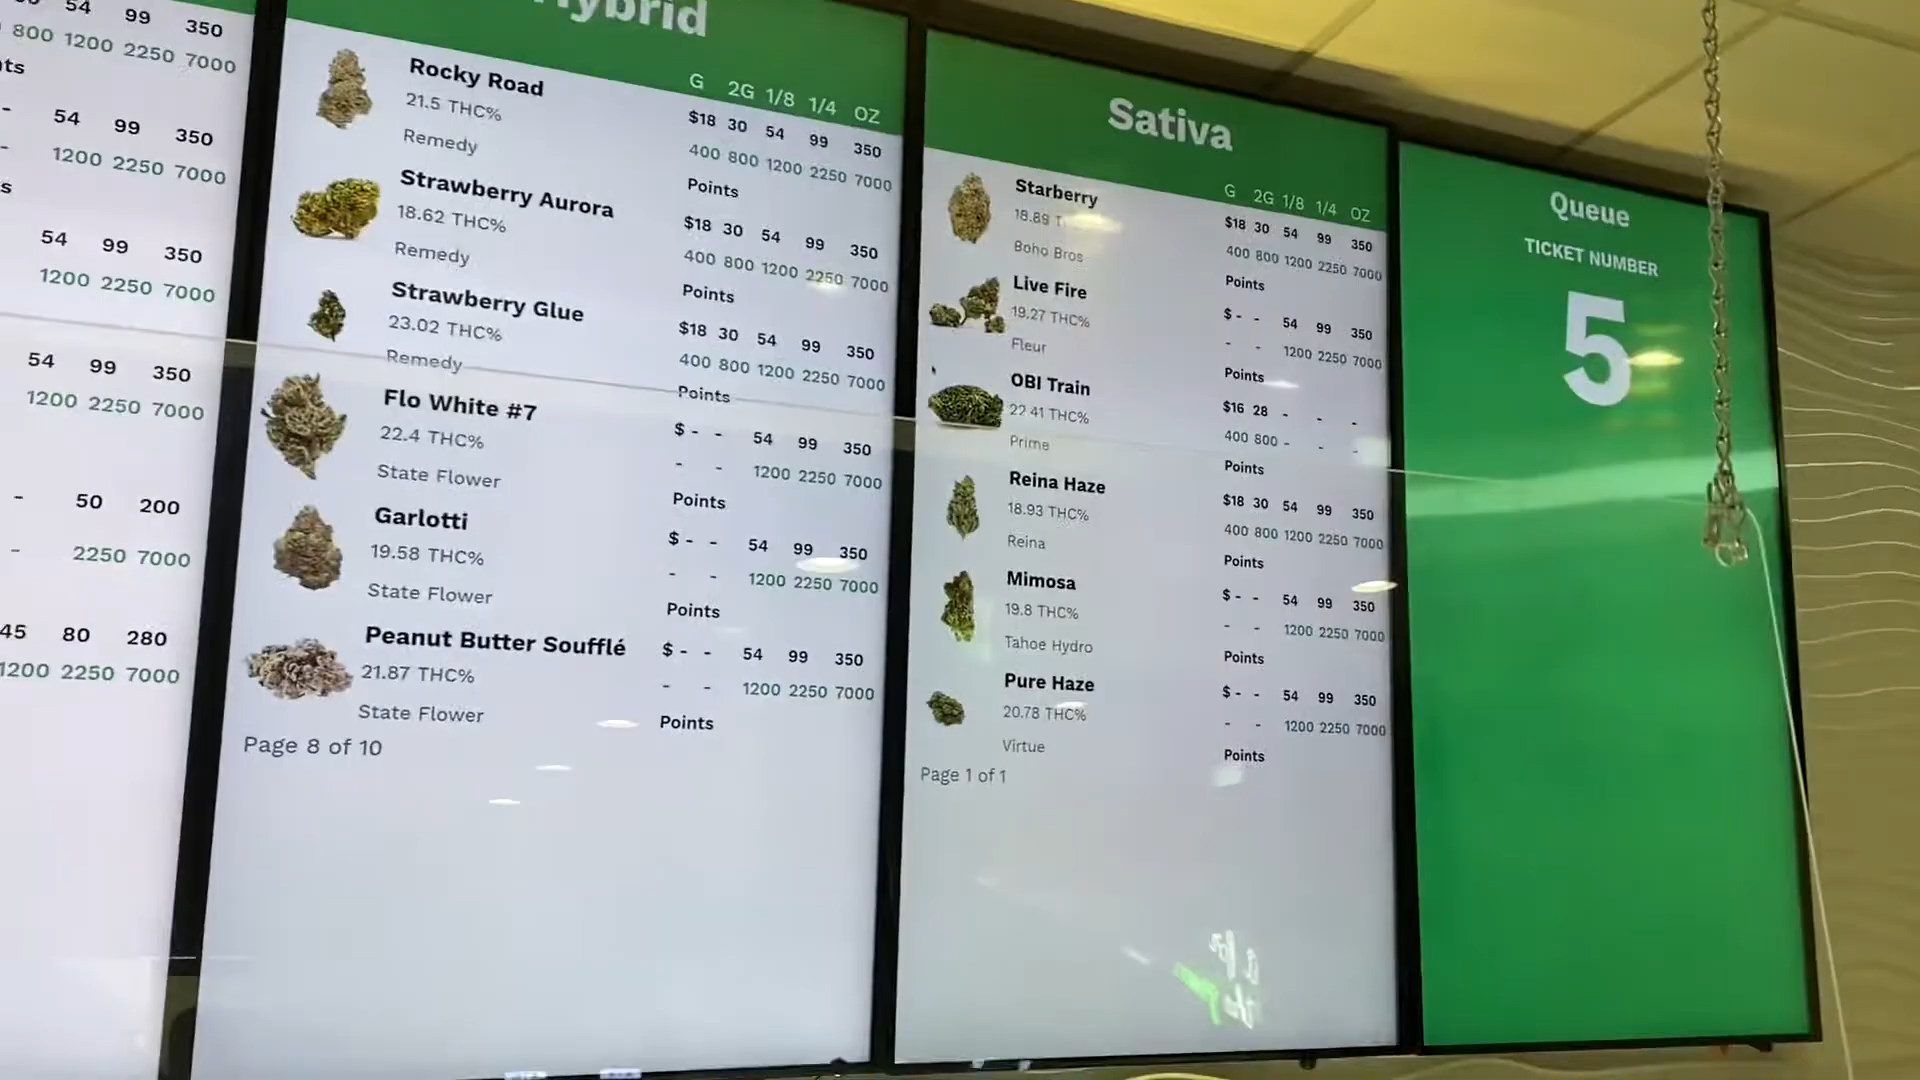 54 99 350
800 1200 2250 7000
54 99 350
1200 2250 7000
54 99 350
1200 2250 7000
54 99 350
1200 2250 7000
- 50 200
- 2250 7000
45 80 280
1200 2250 7000
Hybrid
G 2G 1/8 1/4 OZ
Rocky Road
21.5 THC%
Remedy
$18 30 54 99 350
400 800 1200 2250 7000
Points
Strawberry Aurora
18.62 THC%
Remedy
$18 30 54 99 350
400 800 1200 2250 7000
Points
Strawberry Glue
23.02 THC%
Remedy
$18 30 54 99 350
400 800 1200 2250 7000
Points
Flo White #7
22.4 THC%
State Flower
$ - - 54 99 350
- - 1200 2250 7000
Points
Garlotti
19.58 THC%
State Flower
$ - - 54 99 350
- - 1200 2250 7000
Points
Peanut Butter Soufflé
21.87 THC%
State Flower
$ - - 54 99 350
- - 1200 2250 7000
Points
Page 8 of 10
Sativa
G 2G 1/8 1/4 OZ
Starberry
18.89
Boho Bros
$18 30 54 99 350
400 800 1200 2250 7000
Points
Live Fire
19.27 THC%
Fleur
$ - - 54 99 350
- - 1200 2250 7000
Points
OBI Train
22.41 THC%
Prime
$16 28 - - -
400 800 - - -
Points
Reina Haze
18.93 THC%
Reina
$18 30 54 99 350
400 800 1200 2250 7000
Points
Mimosa
19.8 THC%
Tahoe Hydro
$ - - 54 99 350
- - 1200 2250 7000
Points
Pure Haze
20.78 THC%
Virtue
$ - - 54 99 350
- - 1200 2250 7000
Points
Page 1 of 1
Queue
TICKET NUMBER
5